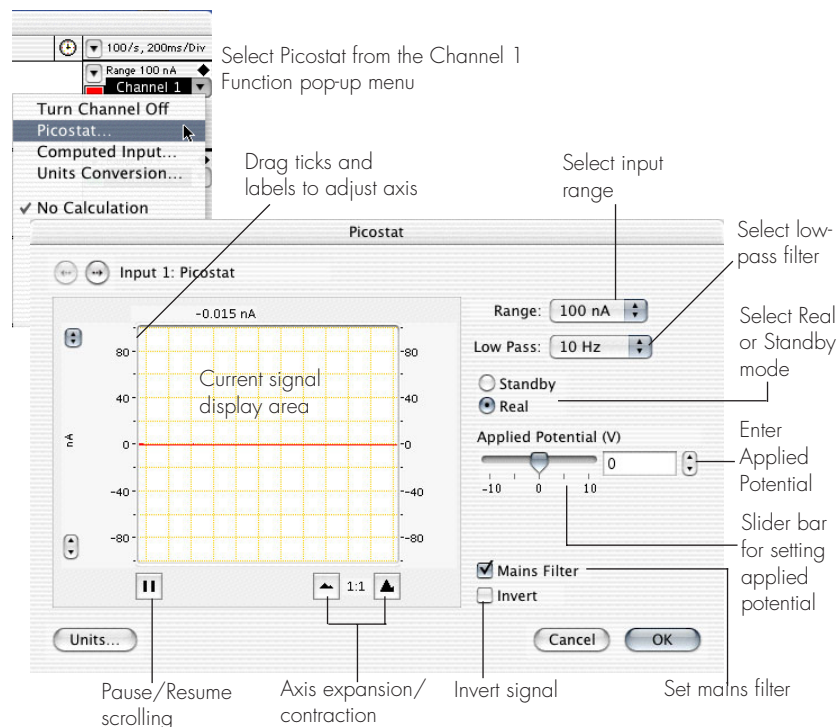 100/s, 200ms/Div
Range 100 nA
Channel 1
Select Picostat from the Channel 1
Function pop-up menu
Turn Channel Off
Picostat...
Computed Input...
Units Conversion...
✓ No Calculation
Drag ticks and
labels to adjust axis
Select input
range
Select low-
pass filter
Picostat
Input 1: Picostat
-0.015 nA
Range: 100 nA
Low Pass: 10 Hz
Select Real
or Standby
mode
Standby
Real
Applied Potential (V)
0
-10 0 10
Enter
Applied
Potential
Slider bar
for setting
applied
potential
80
40
0
-40
-80
nA
Current signal
display area
80
40
0
-40
-80
1:1
Mains Filter
Invert
Units...
Cancel
OK
Pause/Resume
scrolling
Axis expansion/
contraction
Invert signal
Set mains filter